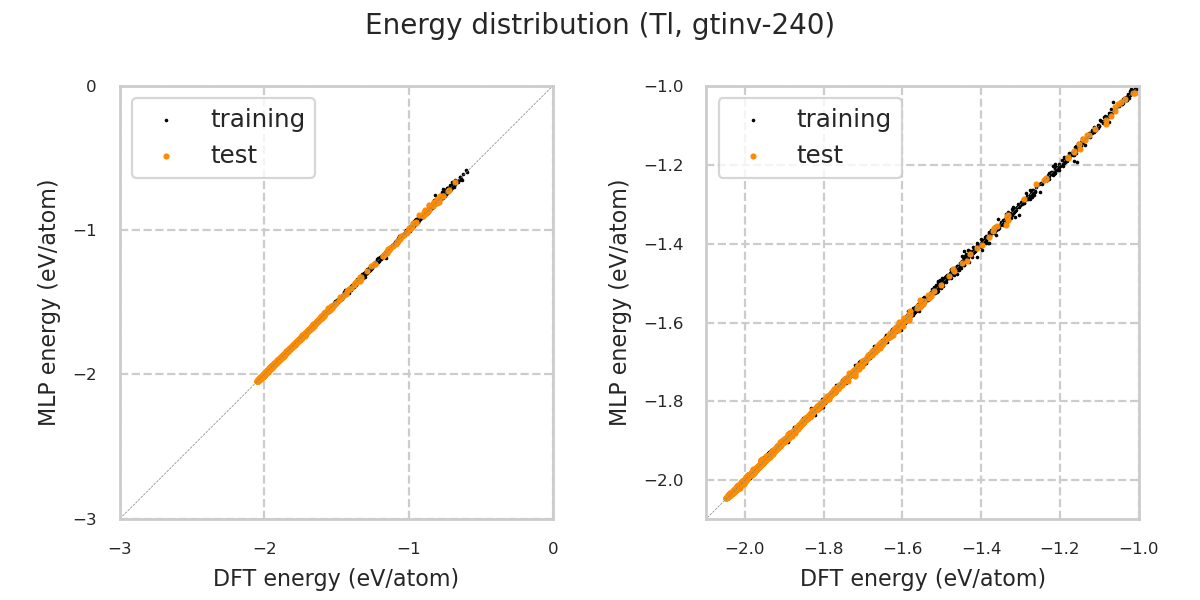 Energy distribution (Tl, gtinv-240)
training
test
0
−1
−2
−3
−3
−2
−1
0
MLP energy (eV/atom)
DFT energy (eV/atom)
training
test
−1.0
−1.2
−1.4
−1.6
−1.8
−2.0
−2.0
−1.8
−1.6
−1.4
−1.2
−1.0
MLP energy (eV/atom)
DFT energy (eV/atom)